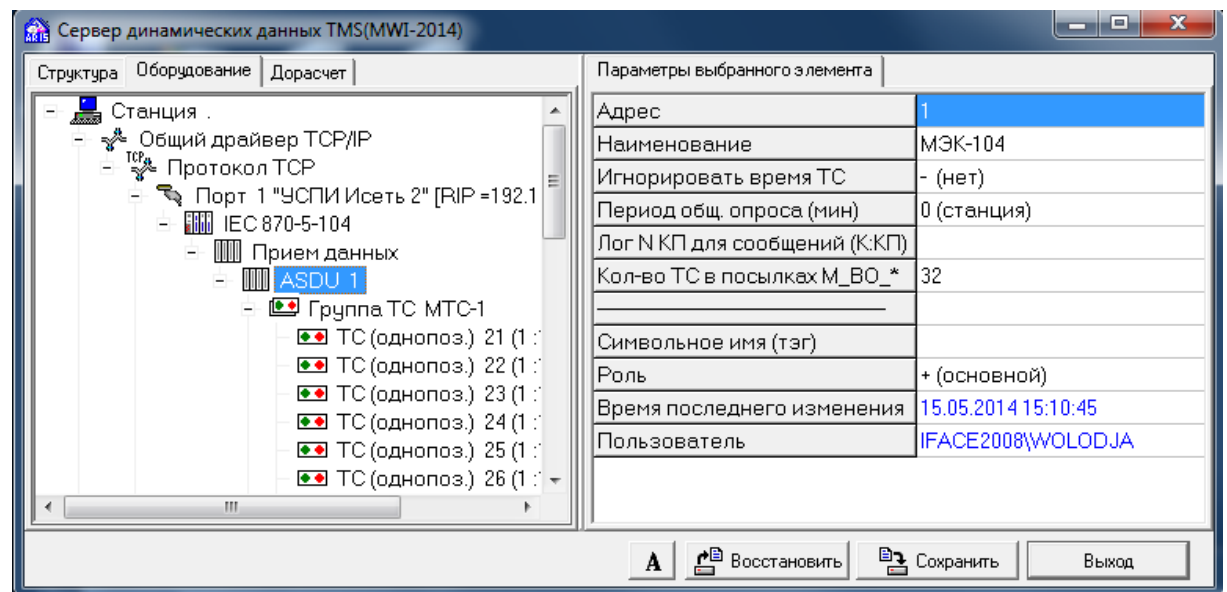 Сервер динамических данных TMS(MWI-2014)
Структура Оборудование Дорасчет
Станция .
Общий драйвер TCP/IP
TCP Протокол TCP
Порт 1 "УСПИ Исеть 2" [RIP =192.1
IEC 870-5-104
Прием данных
ASDU 1
Группа ТС МТС-1
ТС (однопоз.) 21 (1 :
ТС (однопоз.) 22 (1 :
ТС (однопоз.) 23 (1 :
ТС (однопоз.) 24 (1 :
ТС (однопоз.) 25 (1 :
ТС (однопоз.) 26 (1 :
Параметры выбранного элемента
Адрес 1
Наименование МЭК-104
Игнорировать время ТС - (нет)
Период общ. опроса (мин) 0 (станция)
Лог N КП для сообщений (К:КП)
Кол-во ТС в посылках M_BO_* 32
Символьное имя (тэг)
Роль + (основной)
Время последнего изменения 15.05.2014 15:10:45
Пользователь IFACE2008\WOLODJA
A Восстановить Сохранить Выход